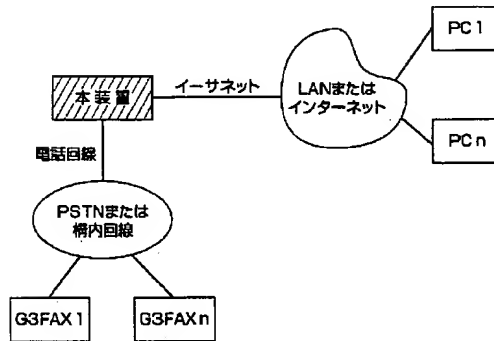 PC1
イーサネット
LANまたは
インターネット
本装置
PCn
電話回線
PSTNまたは
構内回線
G3FAX1
G3FAXn